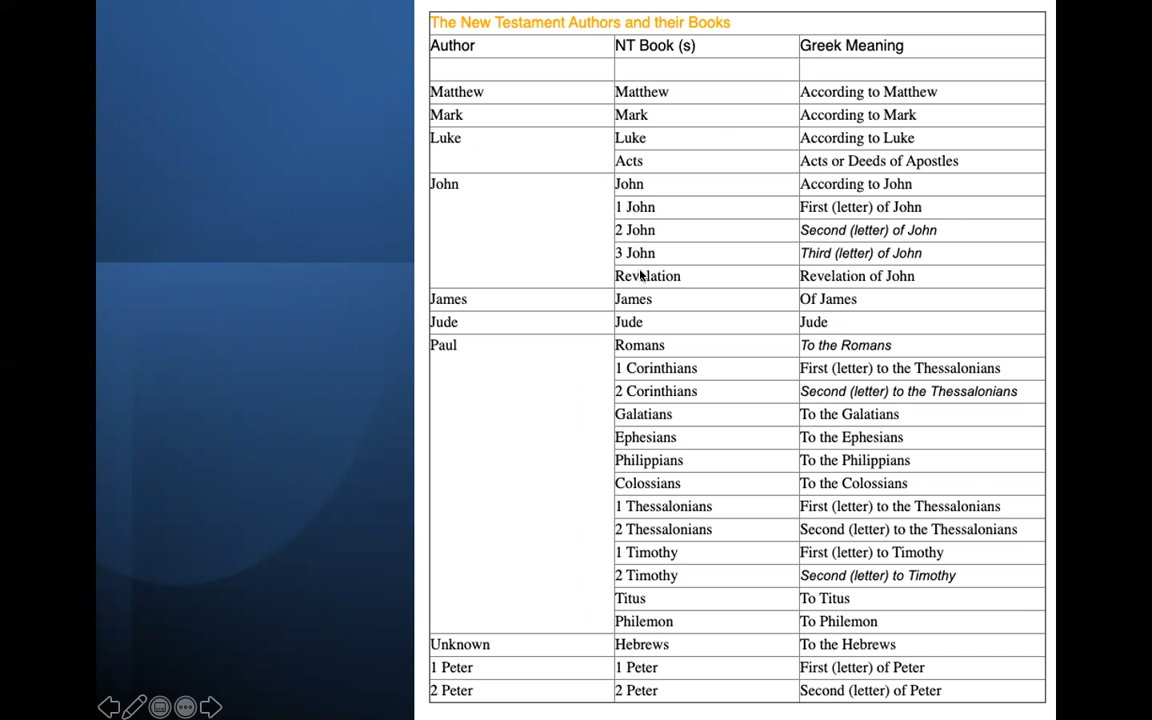 The New Testament Authors and their Books
Author NT Book (s) Greek Meaning
Matthew Matthew According to Matthew
Mark Mark According to Mark
Luke Luke According to Luke
Acts Acts or Deeds of Apostles
John John According to John
1 John First (letter) of John
2 John Second (letter) of John
3 John Third (letter) of John
Revelation Revelation of John
James James Of James
Jude Jude Jude
Paul Romans To the Romans
1 Corinthians First (letter) to the Thessalonians
2 Corinthians Second (letter) to the Thessalonians
Galatians To the Galatians
Ephesians To the Ephesians
Philippians To the Philippians
Colossians To the Colossians
1 Thessalonians First (letter) to the Thessalonians
2 Thessalonians Second (letter) to the Thessalonians
1 Timothy First (letter) to Timothy
2 Timothy Second (letter) to Timothy
Titus To Titus
Philemon To Philemon
Unknown Hebrews To the Hebrews
1 Peter 1 Peter First (letter) of Peter
2 Peter 2 Peter Second (letter) of Peter